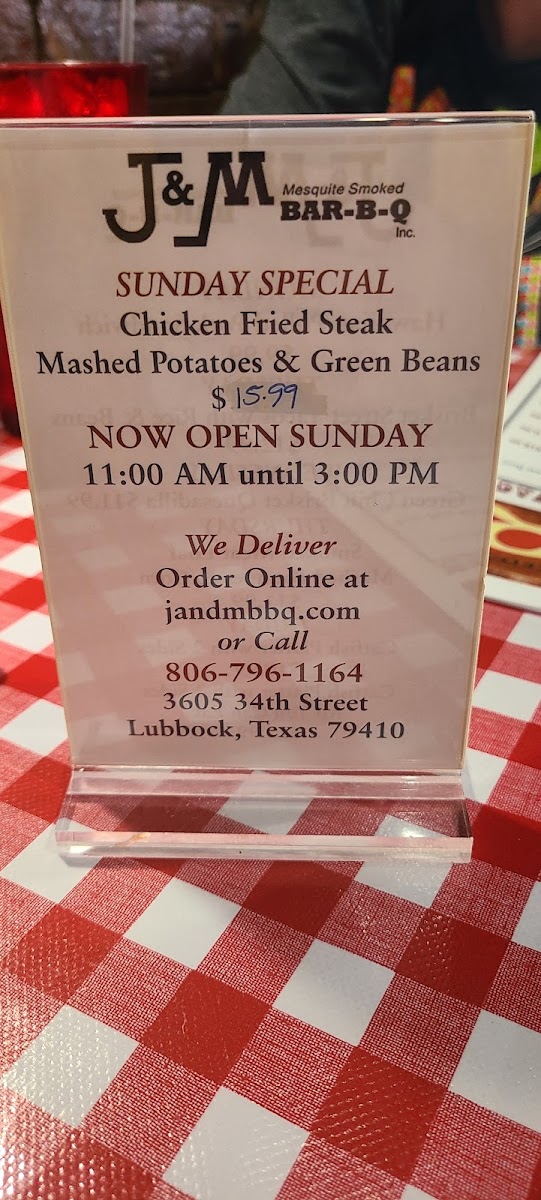 J&M Mesquite Smoked
BAR-B-Q
Inc.
SUNDAY SPECIAL
Chicken Fried Steak
Mashed Potatoes & Green Beans
$ 15.99
NOW OPEN SUNDAY
11:00 AM until 3:00 PM
We Deliver
Order Online at
jandmbbq.com
or Call
806-796-1164
3605 34th Street
Lubbock, Texas 79410